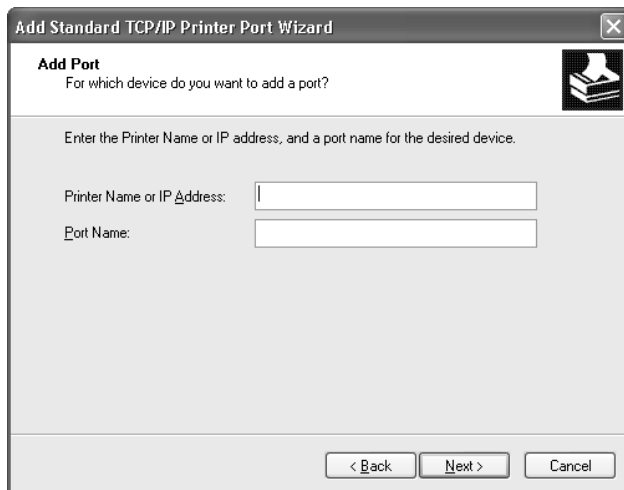 Add Standard TCP/IP Printer Port Wizard
Add Port
For which device do you want to add a port?
Enter the Printer Name or IP address, and a port name for the desired device.
Printer Name or IP Address:
Port Name:
< Back Next > Cancel